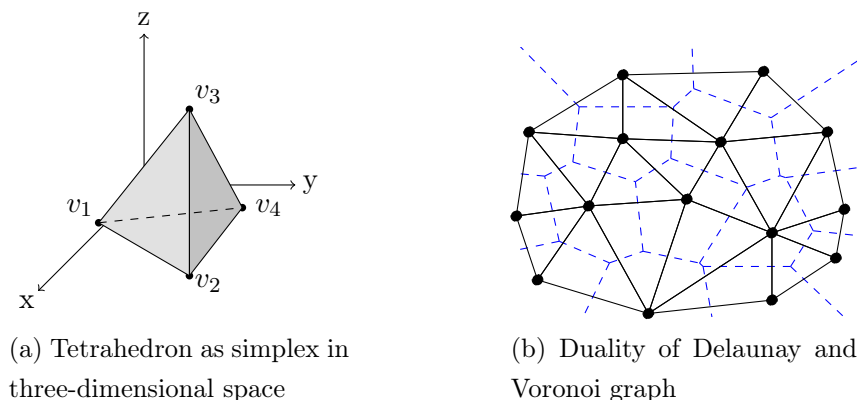 z
v3
y
v1
v4
v2
x
(a) Tetrahedron as simplex in
three-dimensional space
(b) Duality of Delaunay and
Voronoi graph